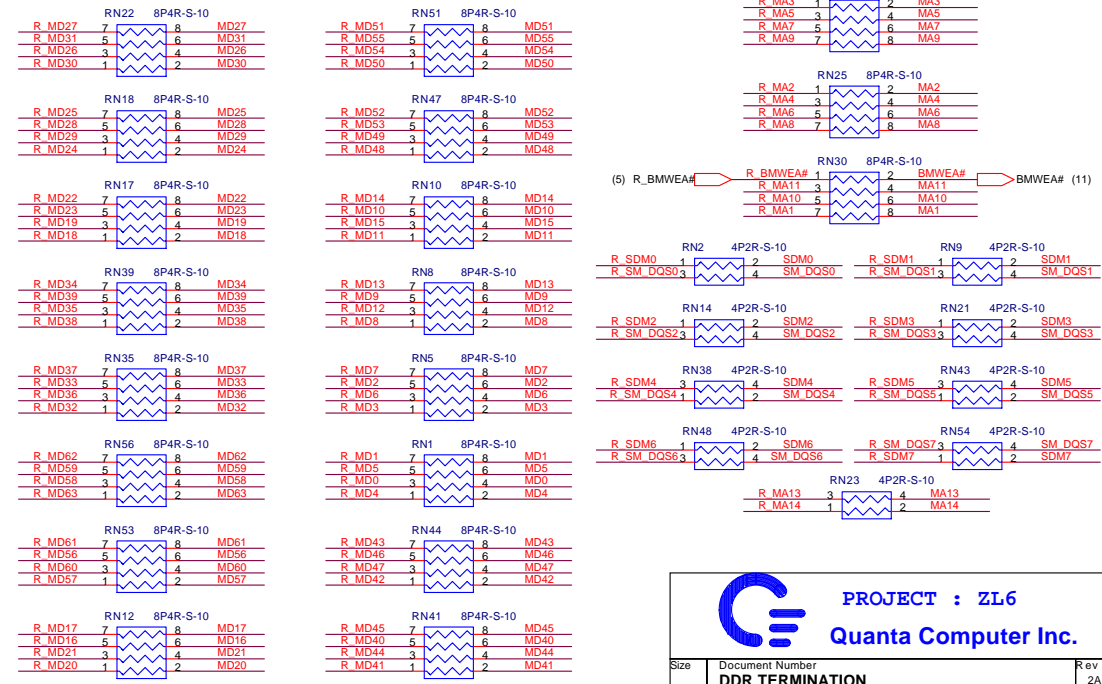 RN22 8P4R-S-10
R_MD27 7 8 MD27
R_MD31 5 6 MD31
R_MD26 3 4 MD26
R_MD30 1 2 MD30
RN18 8P4R-S-10
R_MD25 7 8 MD25
R_MD28 5 6 MD28
R_MD29 3 4 MD29
R_MD24 1 2 MD24
RN17 8P4R-S-10
R_MD22 7 8 MD22
R_MD23 5 6 MD23
R_MD19 3 4 MD19
R_MD18 1 2 MD18
RN39 8P4R-S-10
R_MD34 7 8 MD34
R_MD39 5 6 MD39
R_MD35 3 4 MD35
R_MD38 1 2 MD38
RN35 8P4R-S-10
R_MD37 7 8 MD37
R_MD33 5 6 MD33
R_MD36 3 4 MD36
R_MD32 1 2 MD32
RN56 8P4R-S-10
R_MD62 7 8 MD62
R_MD59 5 6 MD59
R_MD58 3 4 MD58
R_MD63 1 2 MD63
RN53 8P4R-S-10
R_MD61 7 8 MD61
R_MD56 5 6 MD56
R_MD60 3 4 MD60
R_MD57 1 2 MD57
RN12 8P4R-S-10
R_MD17 7 8 MD17
R_MD16 5 6 MD16
R_MD21 3 4 MD21
R_MD20 1 2 MD20
RN51 8P4R-S-10
R_MD51 7 8 MD51
R_MD55 5 6 MD55
R_MD54 3 4 MD54
R_MD50 1 2 MD50
RN47 8P4R-S-10
R_MD52 7 8 MD52
R_MD53 5 6 MD53
R_MD49 3 4 MD49
R_MD48 1 2 MD48
RN10 8P4R-S-10
R_MD14 7 8 MD14
R_MD10 5 6 MD10
R_MD15 3 4 MD15
R_MD11 1 2 MD11
RN8 8P4R-S-10
R_MD13 7 8 MD13
R_MD9 5 6 MD9
R_MD12 3 4 MD12
R_MD8 1 2 MD8
RN5 8P4R-S-10
R_MD7 7 8 MD7
R_MD2 5 6 MD2
R_MD6 3 4 MD6
R_MD3 1 2 MD3
RN1 8P4R-S-10
R_MD1 7 8 MD1
R_MD5 5 6 MD5
R_MD0 3 4 MD0
R_MD4 1 2 MD4
RN44 8P4R-S-10
R_MD43 7 8 MD43
R_MD46 5 6 MD46
R_MD47 3 4 MD47
R_MD42 1 2 MD42
RN41 8P4R-S-10
R_MD45 7 8 MD45
R_MD40 5 6 MD40
R_MD44 3 4 MD44
R_MD41 1 2 MD41
R_MA3 1 2 MA3
R_MA5 3 4 MA5
R_MA7 5 6 MA7
R_MA9 7 8 MA9
RN25 8P4R-S-10
R_MA2 1 2 MA2
R_MA4 3 4 MA4
R_MA6 5 6 MA6
R_MA8 7 8 MA8
RN30 8P4R-S-10
(5) R_BMWEA# R_BMWEA# 1 2 BMWEA# BMWEA# (11)
R_MA11 3 4 MA11
R_MA10 5 6 MA10
R_MA1 7 8 MA1
RN2 4P2R-S-10
R_SDM0 1 2 SDM0
R_SM_DQS0 3 4 SM_DQS0
RN9 4P2R-S-10
R_SDM1 1 2 SDM1
R_SM_DQS1 3 4 SM_DQS1
RN14 4P2R-S-10
R_SDM2 1 2 SDM2
R_SM_DQS2 3 4 SM_DQS2
RN21 4P2R-S-10
R_SDM3 1 2 SDM3
R_SM_DQS3 3 4 SM_DQS3
RN38 4P2R-S-10
R_SDM4 3 4 SDM4
R_SM_DQS4 1 2 SM_DQS4
RN43 4P2R-S-10
R_SDM5 3 4 SDM5
R_SM_DQS5 1 2 SM_DQS5
RN48 4P2R-S-10
R_SDM6 1 2 SDM6
R_SM_DQS6 3 4 SM_DQS6
RN54 4P2R-S-10
R_SM_DQS7 3 4 SM_DQS7
R_SDM7 1 2 SDM7
RN23 4P2R-S-10
R_MA13 3 4 MA13
R_MA14 1 2 MA14
PROJECT : ZL6
Quanta Computer Inc.
Size Document Number Rev
DDR TERMINATION 2A